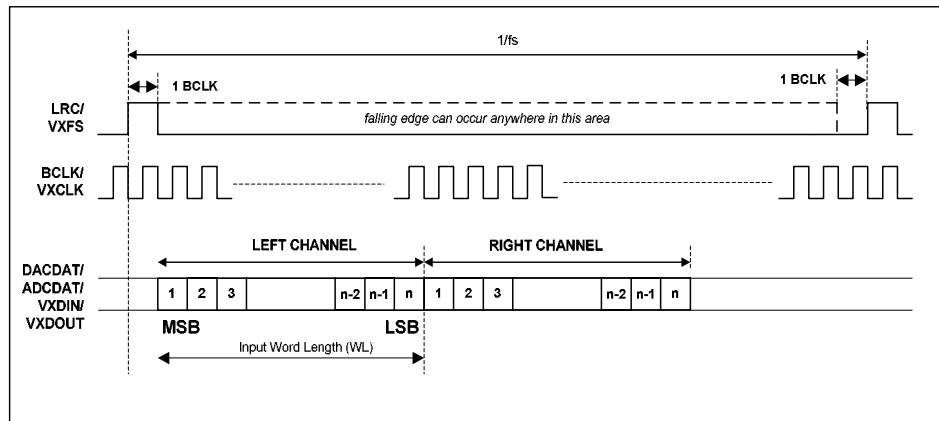 1/fs
1 BCLK
1 BCLK
LRC/
VXFS
falling edge can occur anywhere in this area
BCLK/
VXCLK
LEFT CHANNEL
RIGHT CHANNEL
DACDAT/
ADCDAT/
VXDIN/
VXDOUT
1 2 3 n-2 n-1 n 1 2 3 n-2 n-1 n
MSB LSB
Input Word Length (WL)